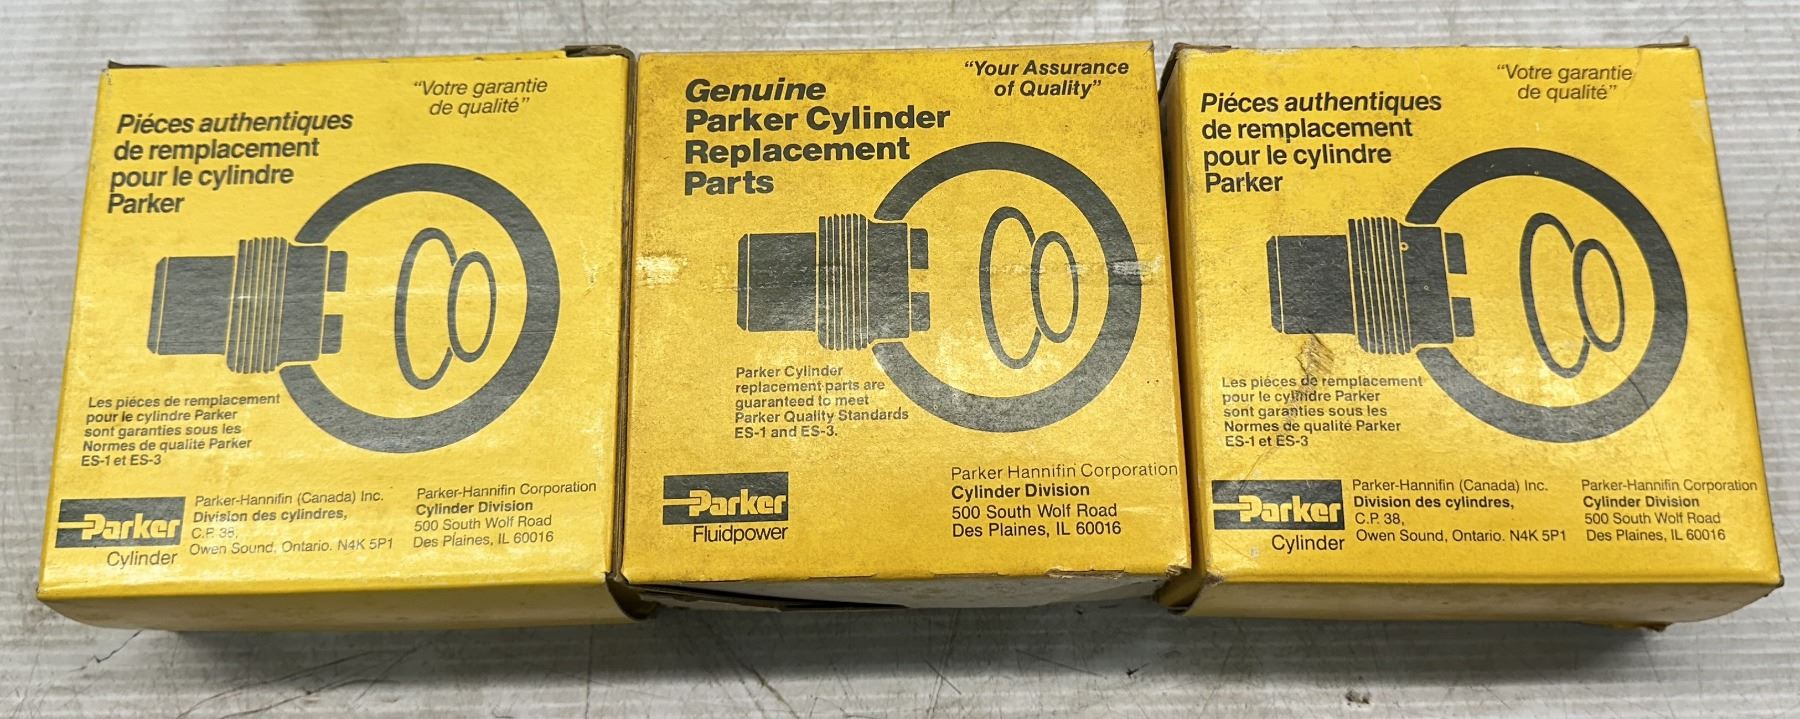 "Votre garantie
de qualité"
Piéces authentiques
de remplacement
pour le cylindre
Parker
Les piéces de remplacement
pour le cylindre Parker
sont garanties sous les
Normes de qualité Parker
ES-1 et ES-3
Parker
Cylinder
Parker-Hannifin (Canada) Inc.
Division des cylindres,
C.P. 38,
Owen Sound, Ontario. N4K 5P1
Parker-Hannifin Corporation
Cylinder Division
500 South Wolf Road
Des Plaines, IL 60016
"Your Assurance
of Quality"
Genuine
Parker Cylinder
Replacement
Parts
Parker Cylinder
replacement parts are
guaranteed to meet
Parker Quality Standards
ES-1 and ES-3.
Parker
Fluidpower
Parker Hannifin Corporation
Cylinder Division
500 South Wolf Road
Des Plaines, IL 60016
"Votre garantie
de qualité"
Piéces authentiques
de remplacement
pour le cylindre
Parker
Les piéces de remplacement
pour le cylindre Parker
sont garanties sous les
Normes de qualité Parker
ES-1 et ES-3
Parker
Cylinder
Parker-Hannifin (Canada) Inc.
Division des cylindres,
C.P. 38,
Owen Sound, Ontario. N4K 5P1
Parker-Hannifin Corporation
Cylinder Division
500 South Wolf Road
Des Plaines, IL 60016